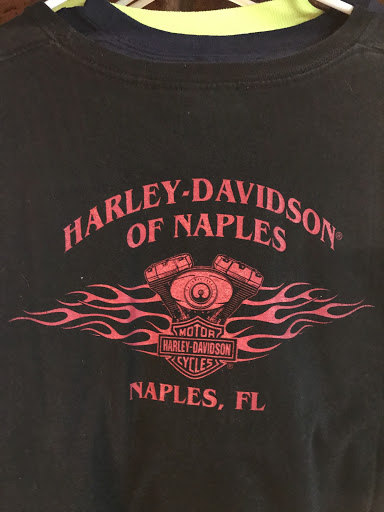 HARLEY-DAVIDSON®
OF NAPLES
MOTOR
HARLEY-DAVIDSON
CYCLES®
NAPLES, FL